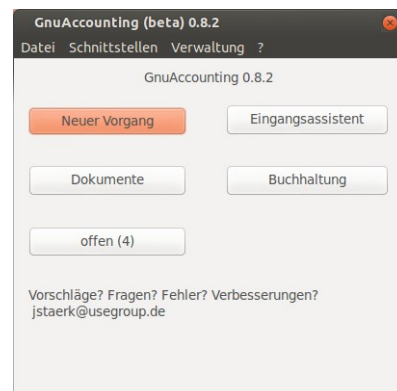 GnuAccounting (beta) 0.8.2
Datei Schnittstellen Verwaltung ?
GnuAccounting 0.8.2
Neuer Vorgang Eingangsassistent
Dokumente Buchhaltung
offen (4)
Vorschläge? Fragen? Fehler? Verbesserungen?
jstaerk@usegroup.de